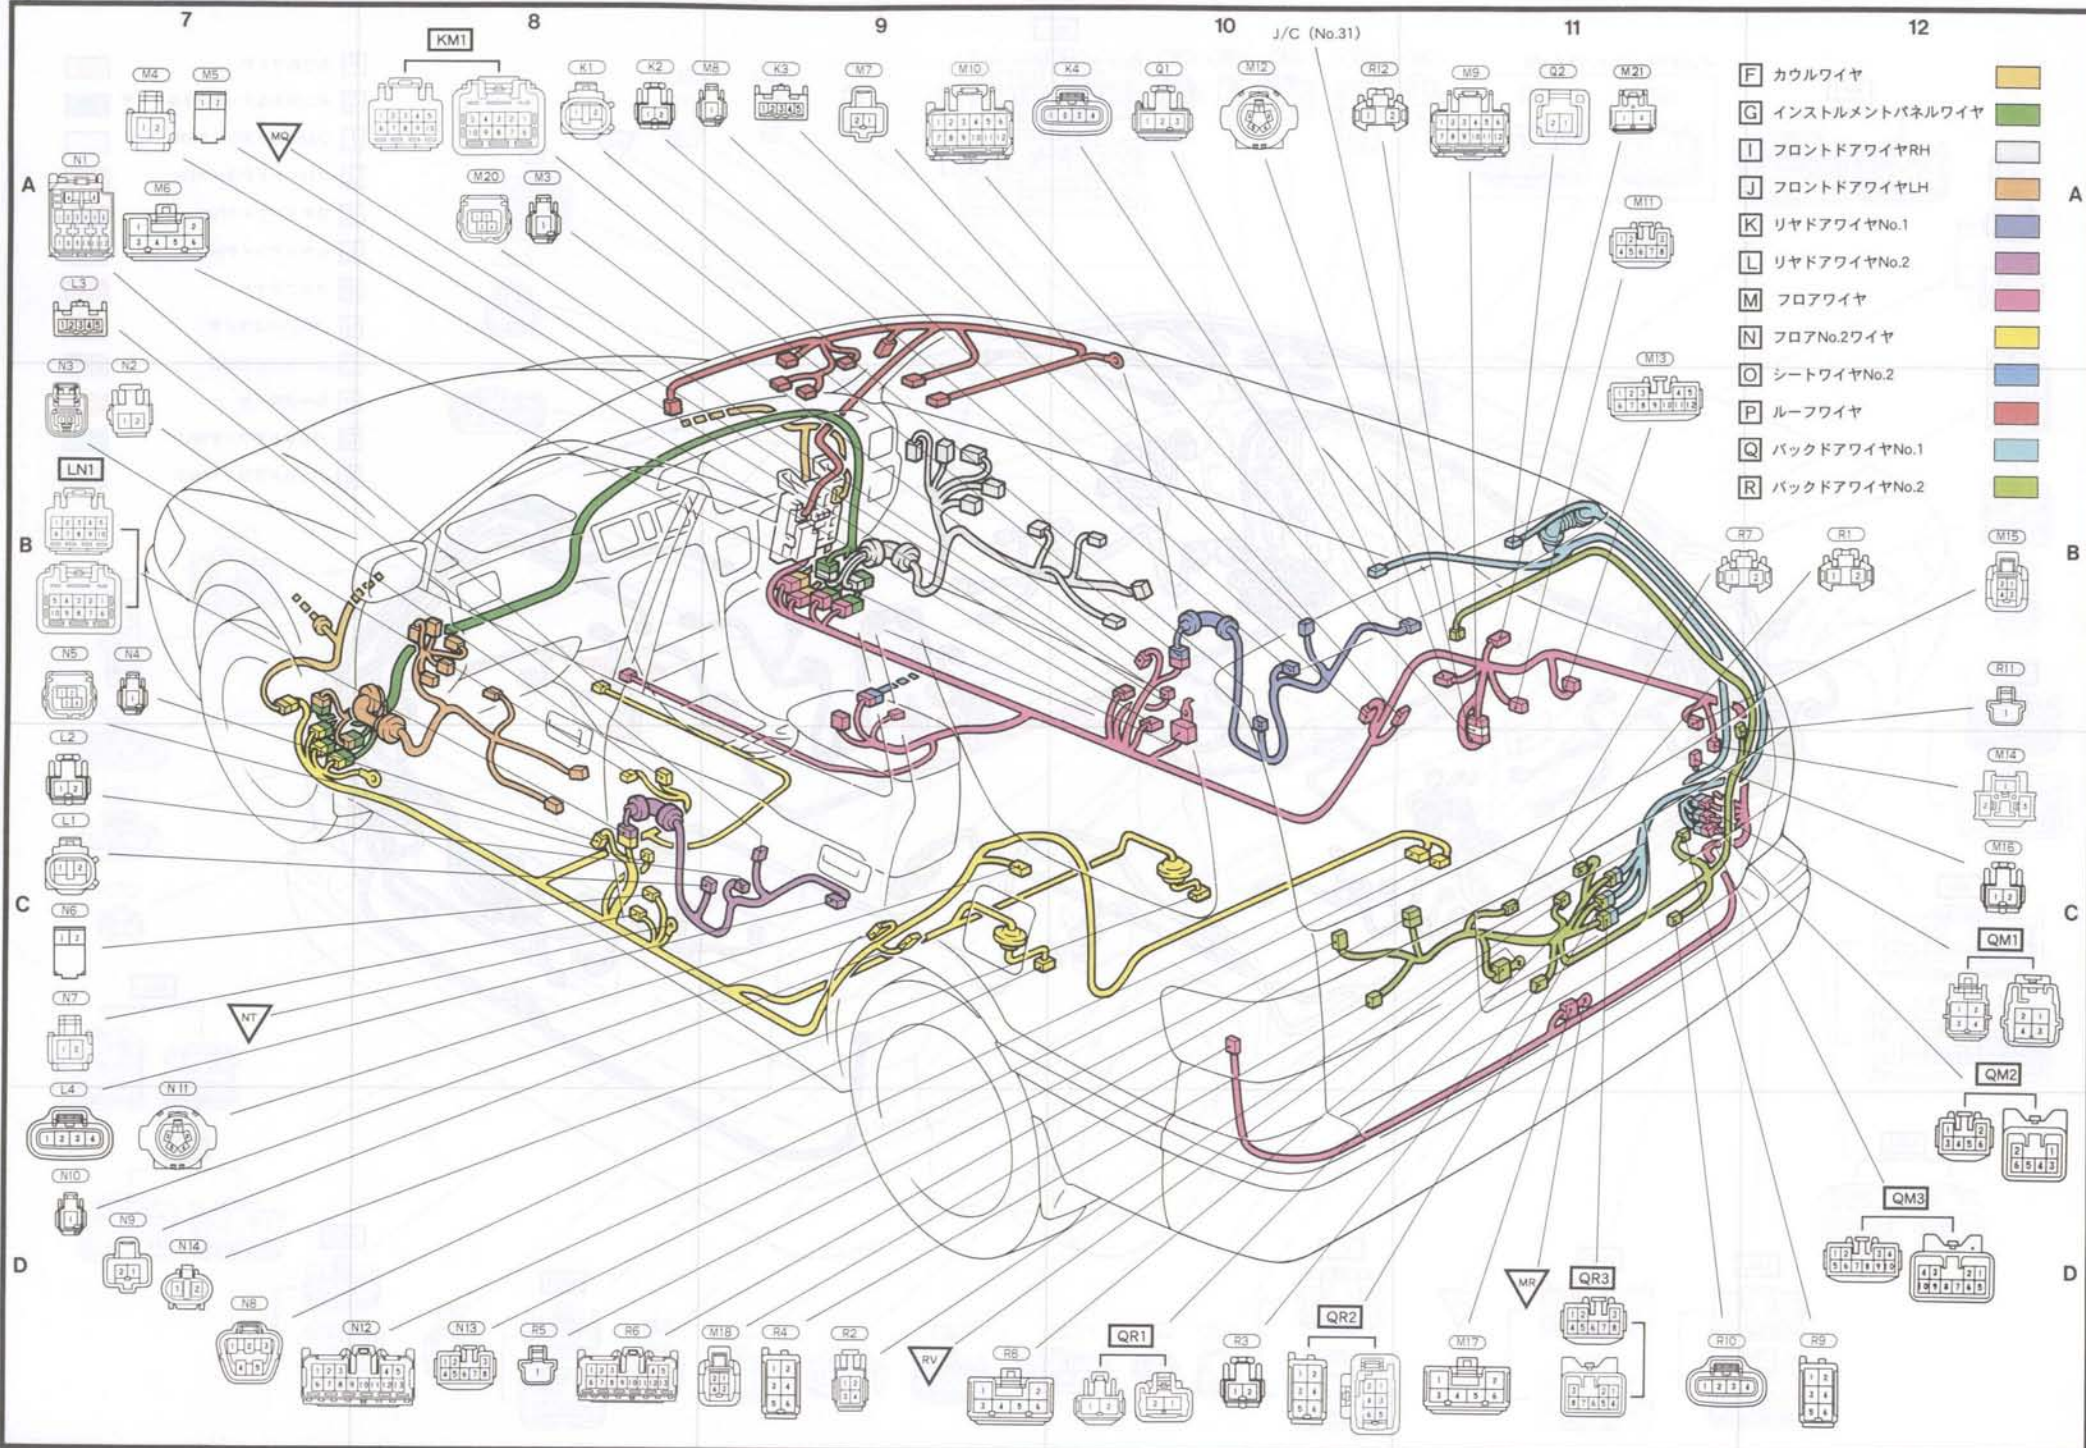 7 8 9 10 11 12
KM1
J/C (No.31)
M4 M5 MQ K1 K2 M8 K3 M7 M10 K4 Q1 M12 R12 M9 Q2 M21
A A
N1 M6 M20 M3 M11
L3
N3 N2 M13
LN1
F カウルワイヤ
G インストルメントパネルワイヤ
I フロントドアワイヤRH
J フロントドアワイヤLH
K リヤドアワイヤNo.1
L リヤドアワイヤNo.2
M フロアワイヤ
N フロアNo.2ワイヤ
O シートワイヤNo.2
P ルーフワイヤ
Q バックドアワイヤNo.1
R バックドアワイヤNo.2
R7 R1 M15
B B
N5 N4 R11
L2 M14
L1 M16
C C
N6 QM1
N7 NT
QM2
L4 N11
N10 QM3
N9 N14
D D
N8 MR QR3
N12 N13 R5 R6 M18 R4 R2 RV R8 QR1 R3 QR2 M17 R10 R9